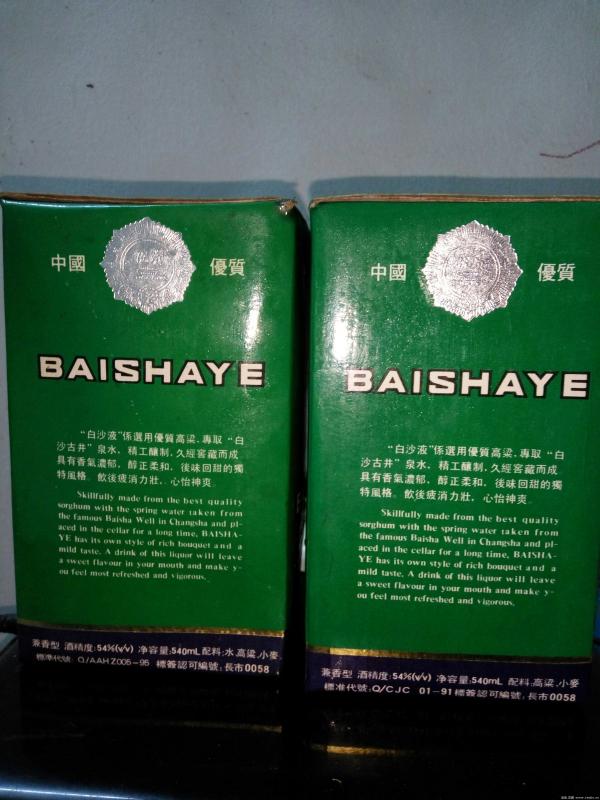 中國
優質
BAISHAYE
“白沙液”係選用優質高梁,專取“白
沙古井”泉水,精工釀制,久經窖藏而成。
具有香氣濃郁,醇正柔和,後味回甜的獨
特風格。飲後疲消力壯,心怡神爽。
Skillfully made from the best quality
sorghum with the spring water taken from
the famous Baisha Well in Changsha and pl-
aced in the cellar for a long time, BAISHA-
YE has its own style of rich bouquet and a
mild taste. A drink of this liquor will leave
a sweet flavour in your mouth and make y-
ou feel most refreshed and vigorous.
兼香型 酒精度:54%(v/v) 净容量:540mL 配料:水,高梁,小麥
標準代號:Q/AAHZ006-95 標簽認可編號:長市0058
中國
優質
BAISHAYE
“白沙液”係選用優質高梁,專取“白
沙古井”泉水,精工釀制,久經窖藏而成
具有香氣濃郁,醇正柔和,後味回甜的獨
特風格。飲後疲消力壯,心怡神爽
Skillfully made from the best quality
sorghum with the spring water taken from
the famous Baisha Well in Changsha and pl-
aced in the cellar for a long time, BAISHA-
YE has its own style of rich bouquet and a
mild taste. A drink of this liquor will leave
a sweet flavour in your mouth and make y-
ou feel most refreshed and vigorous.
兼香型 酒精度:54%(v/v) 净容量:540mL 配料:高梁,小麥
標準代號:Q/CJC 01-91標簽認可編號:長市0058